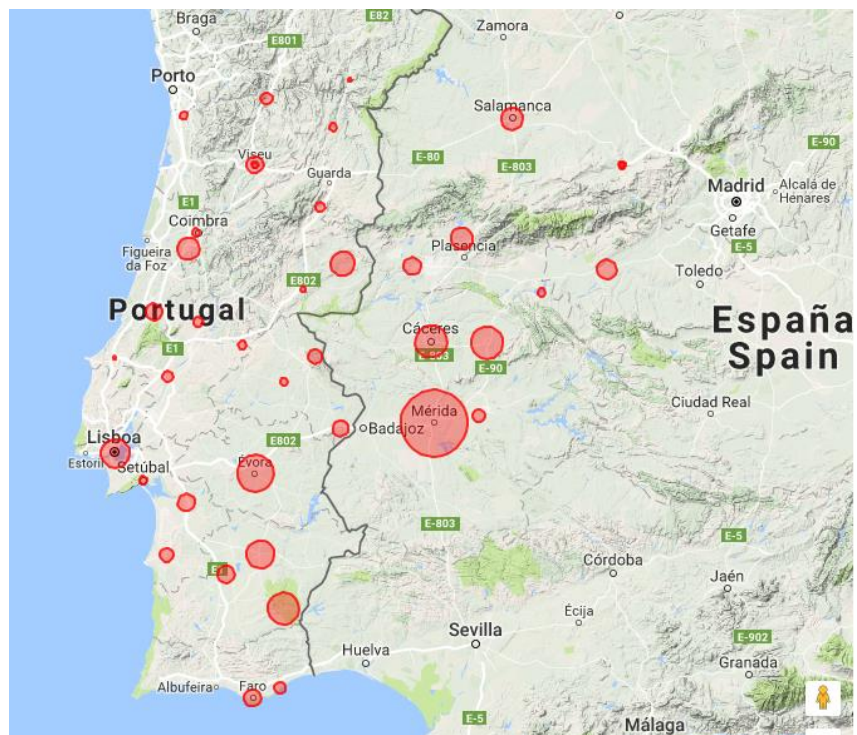 Braga
E82
Zamora
E801
Porto
Salamanca
E-90
Viseu
E-80
E-803
Guarda
Madrid
Alcalá de
Henares
E1
Coimbra
Getafe
Figueira
da Foz
Plasencia
E-5
E802
Toledo
Portugal
España
Spain
Cáceres
E-803
E1
E-90
Ciudad Real
Mérida
Lisboa
E802
Badajoz
Estoril
Setúbal
Évora
E-803
E-5
Córdoba
Jaén
Écija
Sevilla
E-902
Huelva
Granada
Albufeira
Faro
E-5
Málaga